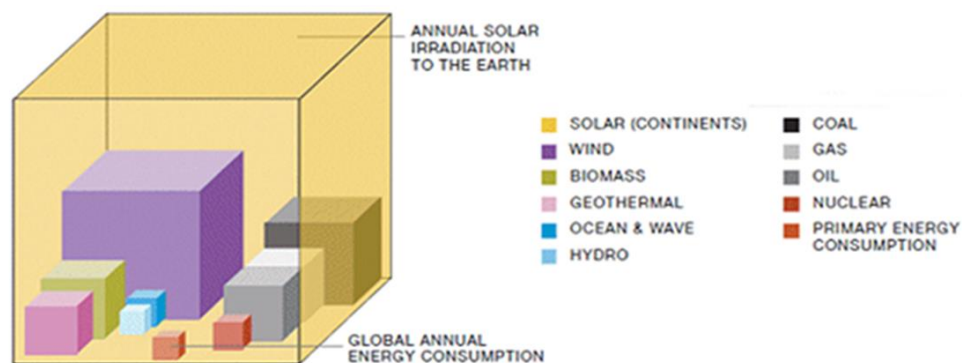 ANNUAL SOLAR
IRRADIATION
TO THE EARTH
SOLAR (CONTINENTS)
WIND
BIOMASS
GEOTHERMAL
OCEAN & WAVE
HYDRO
COAL
GAS
OIL
NUCLEAR
PRIMARY ENERGY
CONSUMPTION
GLOBAL ANNUAL
ENERGY CONSUMPTION